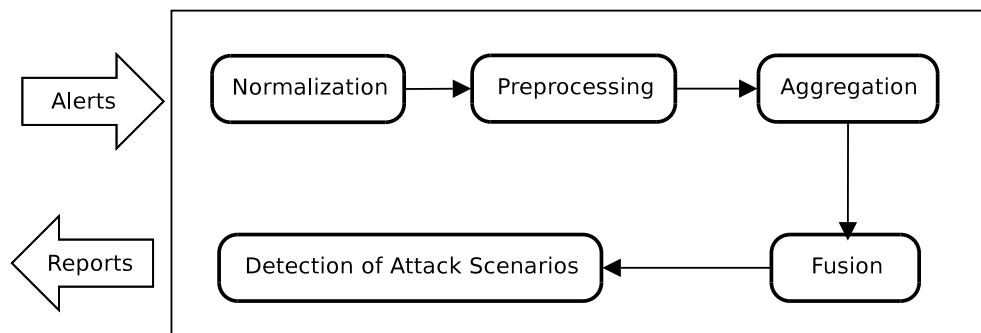 Alerts
Normalization
Preprocessing
Aggregation
Reports
Detection of Attack Scenarios
Fusion